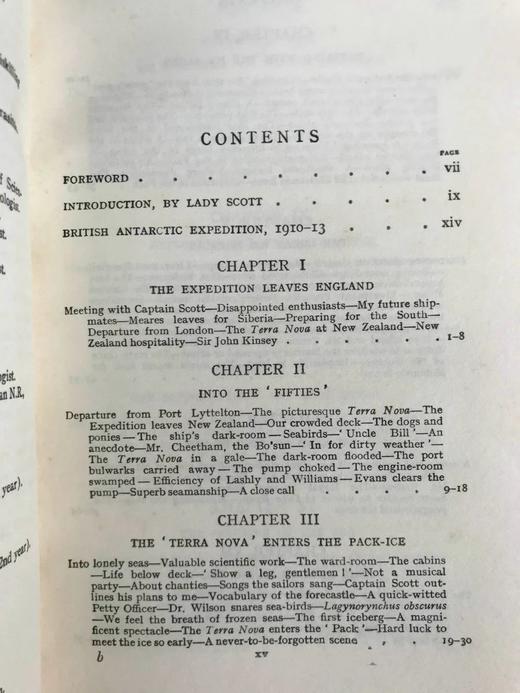 CONTENTS
PAGE
FOREWORD . . . . . . . . . vii
INTRODUCTION, BY LADY SCOTT . . . . . ix
BRITISH ANTARCTIC EXPEDITION, 1910–13 . . . xiv
CHAPTER I
THE EXPEDITION LEAVES ENGLAND
Meeting with Captain Scott—Disappointed enthusiasts—My future ship-
mates—Meares leaves for Siberia—Preparing for the South—
Departure from London—The Terra Nova at New Zealand—New
Zealand hospitality—Sir John Kinsey . . . . . . 1–8
CHAPTER II
INTO THE ‘FIFTIES’
Departure from Port Lyttelton—The picturesque Terra Nova—The
Expedition leaves New Zealand—Our crowded deck—The dogs and
ponies—The ship's dark-room—Seabirds—‘Uncle Bill’—An
anecdote—Mr. Cheetham, the Bo'sun—‘In for dirty weather’—
The Terra Nova in a gale—The dark-room flooded—The port
bulwarks carried away—The pump choked—The engine-room
swamped—Efficiency of Lashly and Williams—Evans clears the
pump—Superb seamanship—A close call . . . . 9–18
CHAPTER III
THE ‘TERRA NOVA’ ENTERS THE PACK-ICE
Into lonely seas—Valuable scientific work—The ward-room—The cabins
—Life below deck—‘Show a leg, gentlemen!’—Not a musical
party—About chanties—Songs the sailors sang—Captain Scott out-
lines his plans to me—Vocabulary of the forecastle—A quick-witted
Petty Officer—Dr. Wilson snares sea-birds—Lagynorynchus obscurus
—We feel the breath of frozen seas—The first iceberg—A magni-
ficent spectacle—The Terra Nova enters the ‘Pack’—Hard luck to
meet the ice so early—A never-to-be-forgotten scene . . . 19–30
b
xv
ologist.
st.
st.
ogist.
an N.R.,
year).
2nd year).